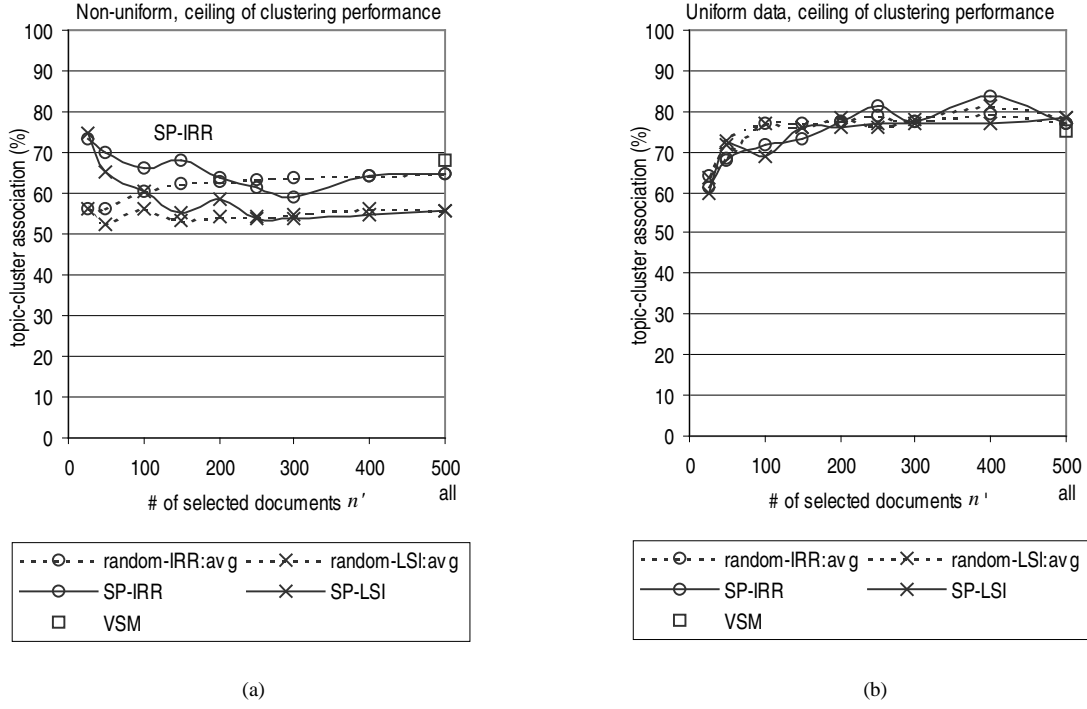 Non-uniform, ceiling of clustering performance
100
90
80
70
60
50
40
30
20
10
0
topic-cluster association (%)
SP-IRR
0 100 200 300 400 500
all
# of selected documents n'
random-IRR:avg random-LSI:avg
SP-IRR SP-LSI
VSM
(a)
Uniform data, ceiling of clustering performance
100
90
80
70
60
50
40
30
20
10
0
topic-cluster association (%)
0 100 200 300 400 500
all
# of selected documents n'
random-IRR:avg random-LSI:avg
SP-IRR SP-LSI
VSM
(b)